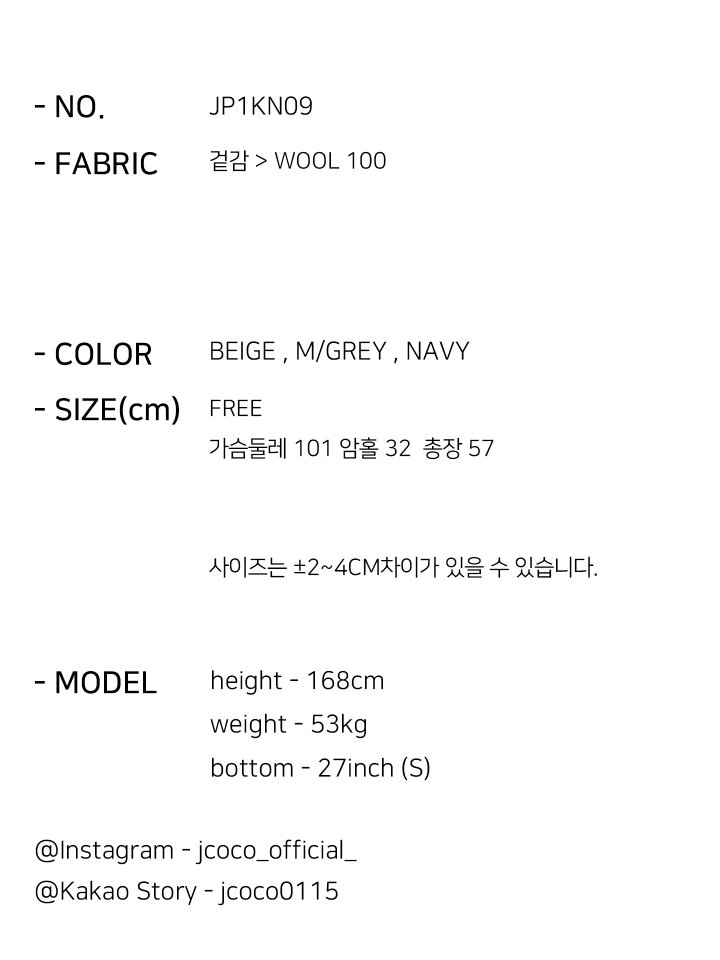 - NO. JP1KN09
- FABRIC 겉감 > WOOL 100
- COLOR BEIGE , M/GREY , NAVY
- SIZE(cm) FREE
가슴둘레 101 암홀 32 총장 57
사이즈는 ±2~4CM차이가 있을 수 있습니다.
- MODEL height - 168cm
weight - 53kg
bottom - 27inch (S)
@Instagram - jcoco_official_
@Kakao Story - jcoco0115